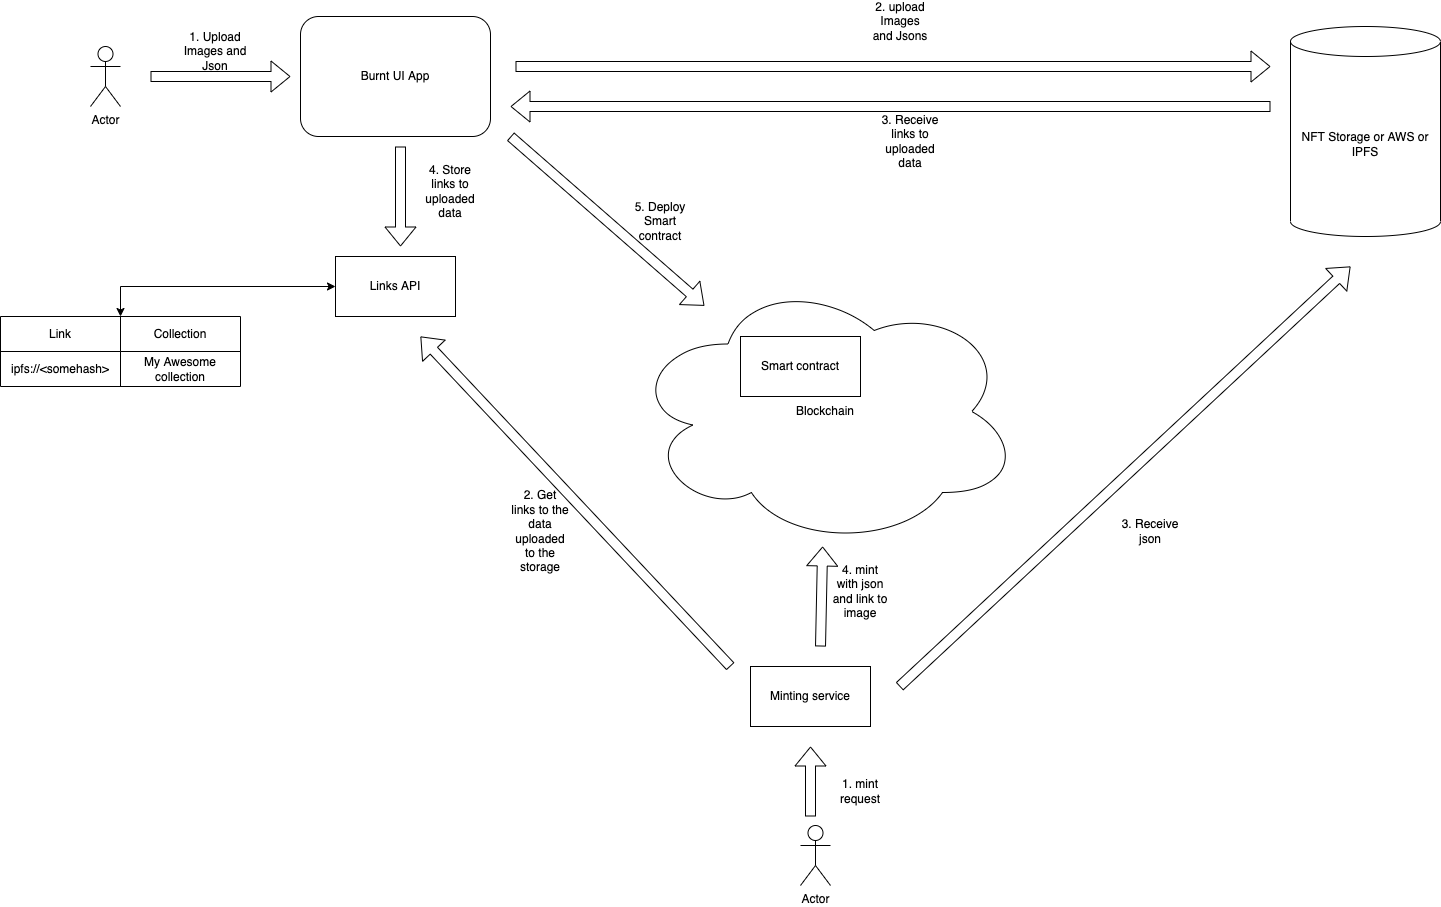 1. Upload
Images and
Json
Actor
Burnt UI App
2. upload
Images
and Jsons
3. Receive
links to
uploaded
data
NFT Storage or AWS or
IPFS
4. Store
links to
uploaded
data
5. Deploy
Smart
contract
Links API
Link
Collection
ipfs://<somehash>
My Awesome
collection
Smart contract
Blockchain
2. Get
links to the
data
uploaded
to the
storage
3. Receive
json
4. mint
with json
and link to
image
Minting service
1. mint
request
Actor